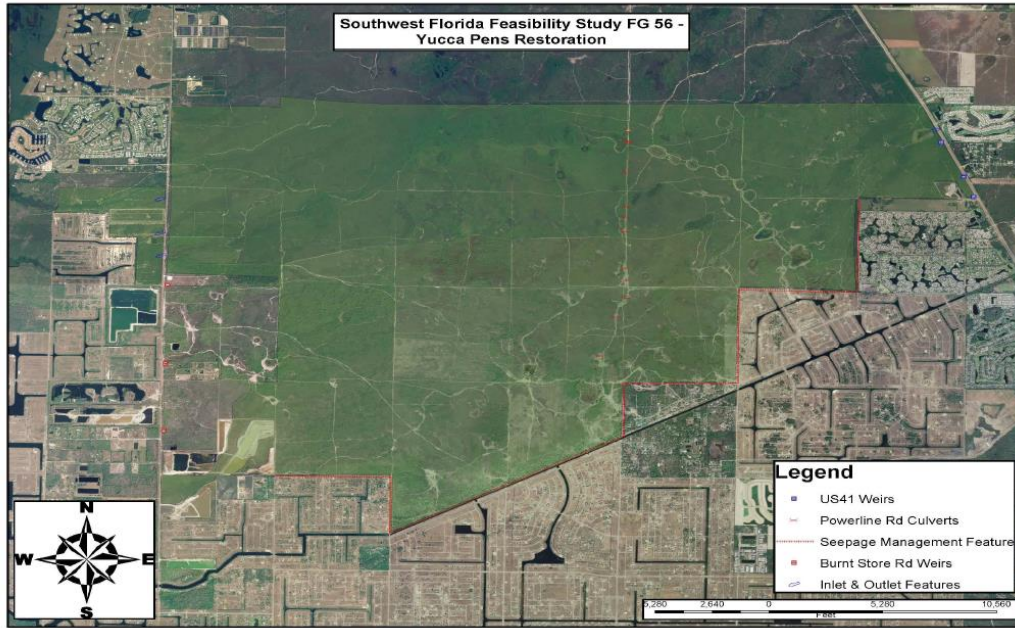 Southwest Florida Feasibility Study FG 56 -
Yucca Pens Restoration
N
W
E
S
Legend
US41 Weirs
Powerline Rd Culverts
Seepage Management Feature
Burnt Store Rd Weirs
Inlet & Outlet Features
5,280 2,640 0 5,280 10,560
Feet